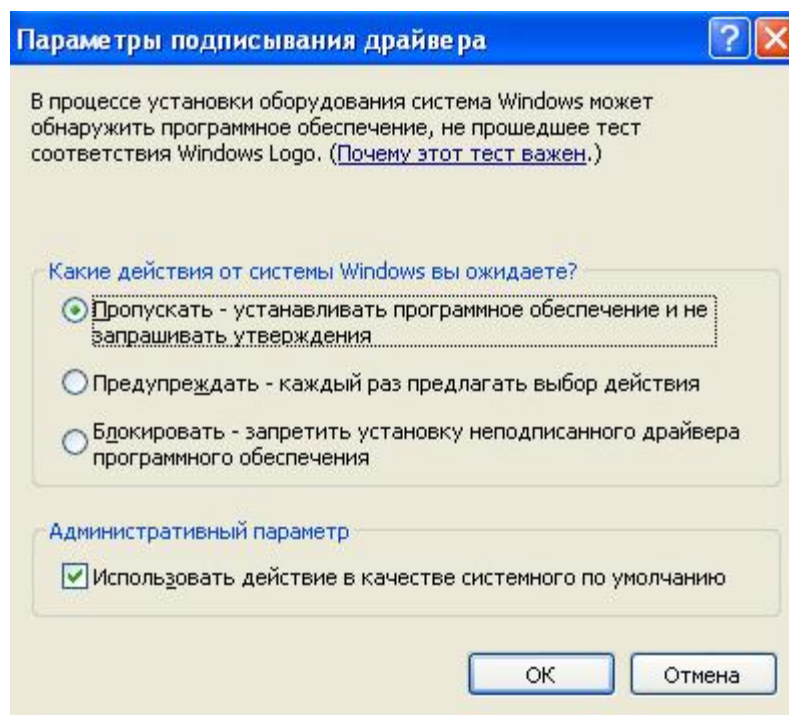 Параметры подписывания драйвера
В процессе установки оборудования система Windows может
обнаружить программное обеспечение, не прошедшее тест
соответствия Windows Logo. (Почему этот тест важен.)
Какие действия от системы Windows вы ожидаете?
Пропускать - устанавливать программное обеспечение и не
запрашивать утверждения
Предупреждать - каждый раз предлагать выбор действия
Блокировать - запретить установку неподписанного драйвера
программного обеспечения
Административный параметр
Использовать действие в качестве системного по умолчанию
ОК Отмена